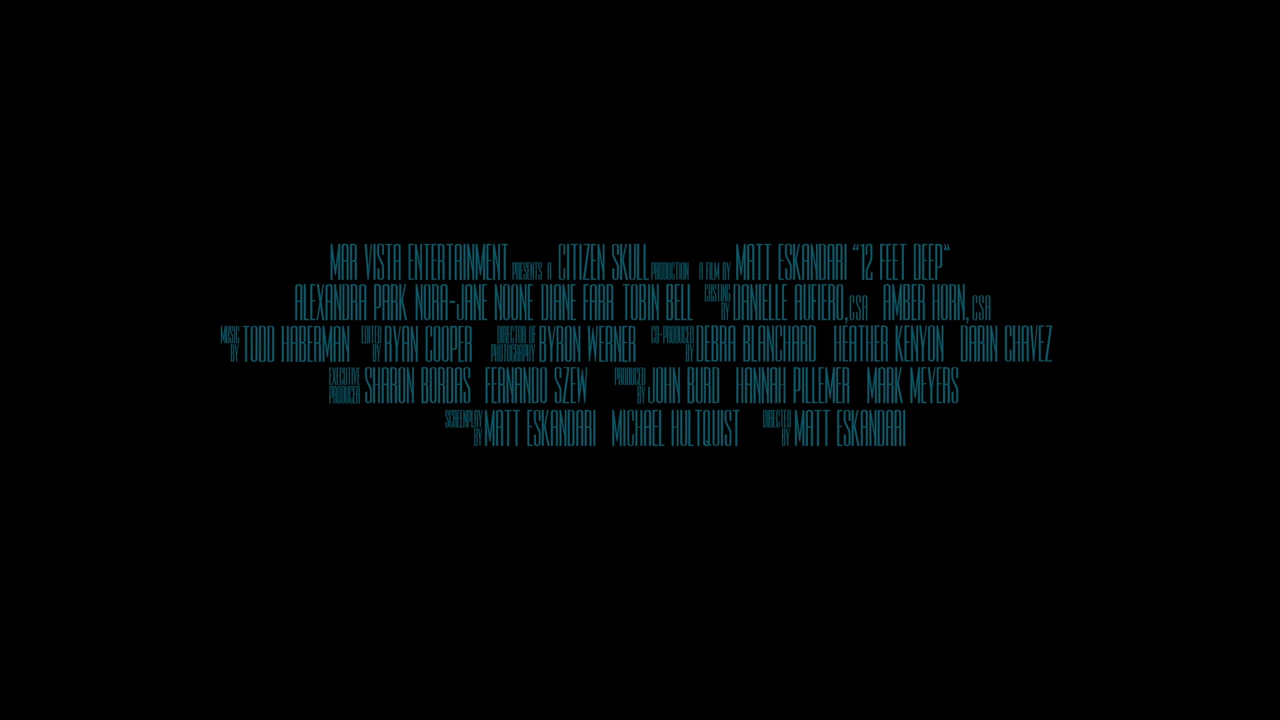 MAR VISTA ENTERTAINMENT PRESENTS A CITIZEN SKULL PRODUCTION A FILM BY MATT ESKANDARI "12 FEET DEEP"
ALEXANDRA PARK NORA-JANE NOONE DIANE FARR TOBIN BELL CASTING BY DANIELLE AUFIERO, CSA AMBER HORN, CSA
MUSIC BY TODD HABERMAN EDITED BY RYAN COOPER DIRECTOR OF PHOTOGRAPHY BYRON WERNER CO-PRODUCED BY DEBRA BLANCHARD HEATHER KENYON DARIN CHAVEZ
EXECUTIVE PRODUCER SHARON BORDAS FERNANDO SZEW PRODUCED BY JOHN BURD HANNAH PILLEMER MARK MEYERS
SCREENPLAY BY MATT ESKANDARI MICHAEL HULTQUIST DIRECTED BY MATT ESKANDARI